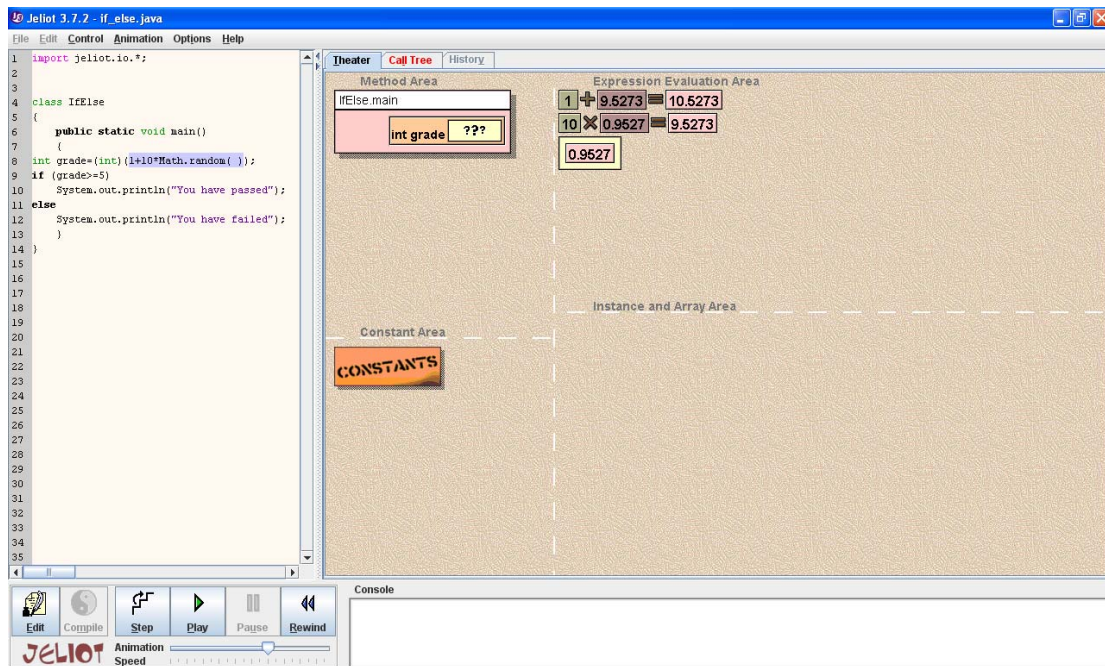 Jeliot 3.7.2 - if_else.java
File Edit Control Animation Options Help
1 import jeliot.io.*;
2
3
4 class IfElse
5 {
6 public static void main()
7 {
8 int grade=(int)(1+10*Math.random( ));
9 if (grade>=5)
10 System.out.println("You have passed");
11 else
12 System.out.println("You have failed");
13 }
14 }
15
16
17
18
19
20
21
22
23
24
25
26
27
28
29
30
31
32
33
34
35
Theater Call Tree History
Method Area
IfElse.main
int grade ???
Expression Evaluation Area
1 + 9.5273 = 10.5273
10 × 0.9527 = 9.5273
0.9527
Constant Area
CONSTANTS
Instance and Array Area
Edit Compile Step Play Pause Rewind
JELIOT
Animation
Speed
Console